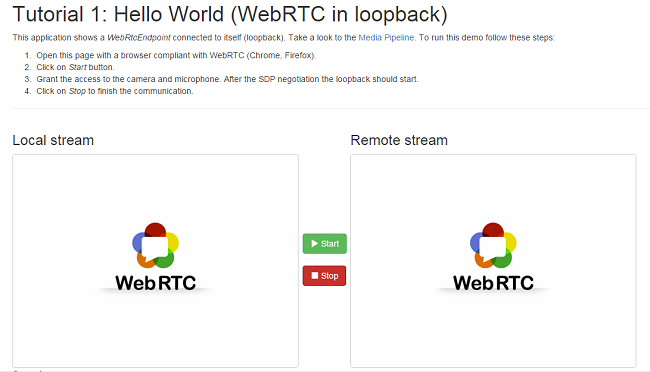 Tutorial 1: Hello World (WebRTC in loopback)
This application shows a WebRtcEndpoint connected to itself (loopback). Take a look to the Media Pipeline. To run this demo follow these steps:
1. Open this page with a browser compliant with WebRTC (Chrome, Firefox).
2. Click on Start button.
3. Grant the access to the camera and microphone. After the SDP negotiation the loopback should start.
4. Click on Stop to finish the communication.
Local stream
Remote stream
WebRTC
Start
Stop
WebRTC